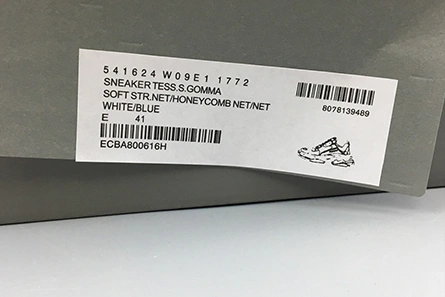 541624 W09E1 1772
SNEAKER TESS.S.GOMMA
SOFT STR.NET/HONEYCOMB NET/NET
WHITE/BLUE
E 41
ECBA800616H
8078139489